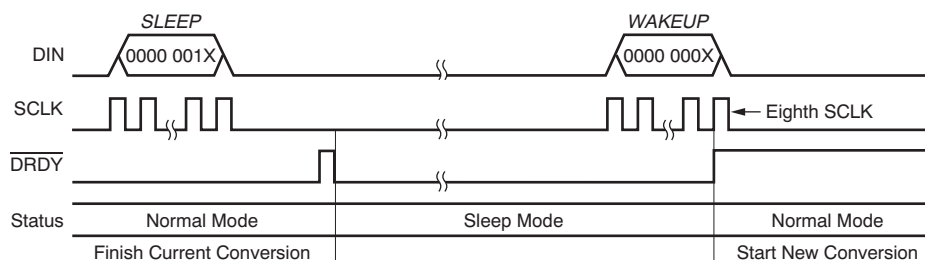 SLEEP WAKEUP
DIN 0000 001X 0000 000X
SCLK Eighth SCLK
DRDY
Status Normal Mode Sleep Mode Normal Mode
Finish Current Conversion Start New Conversion